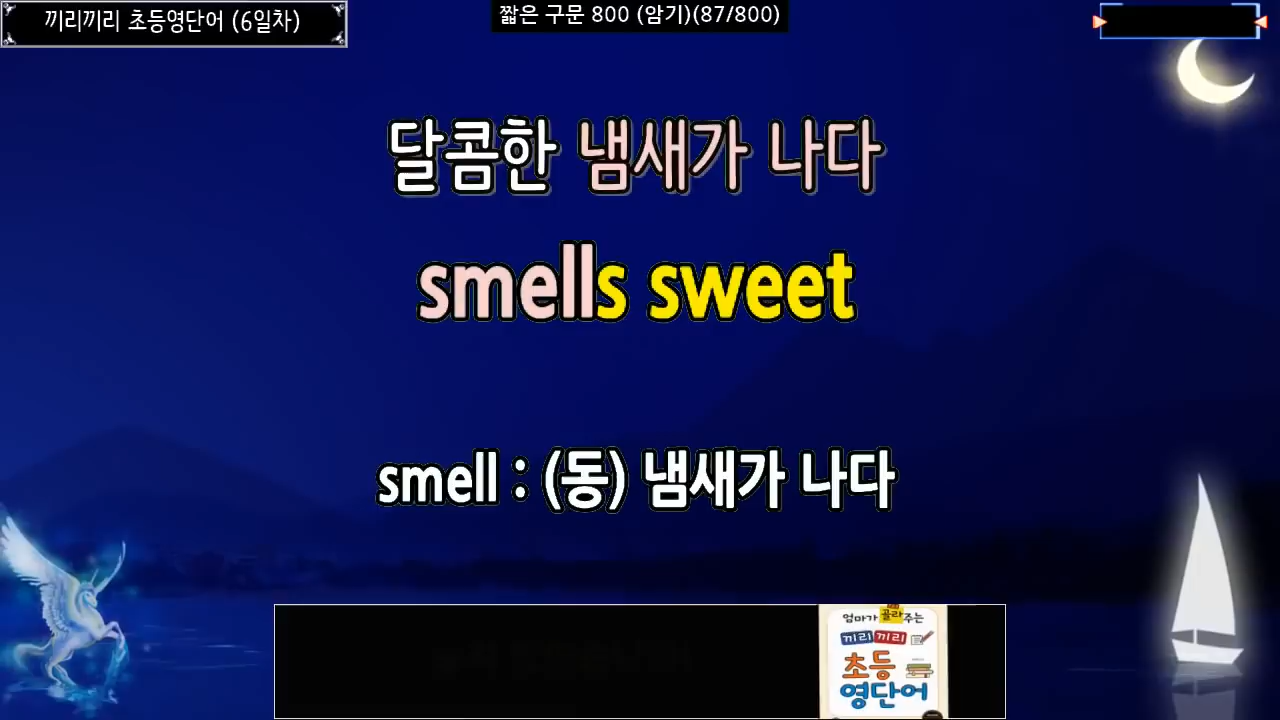 끼리끼리 초등영단어 (6일차)
짧은 구문 800 (암기)(87/800)
달콤한 냄새가 나다
smells sweet
smell : (동) 냄새가 나다
엄마가 골라주는
끼리끼리
초등
영단어